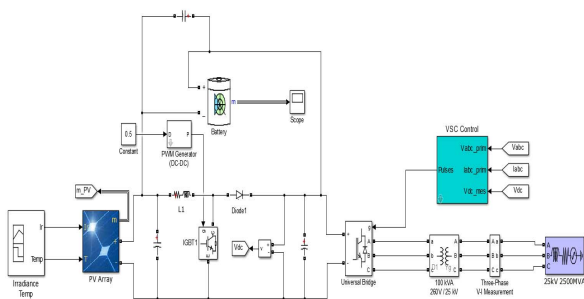 +
m
−
Battery
Scope
0.5
Constant
D P
PWM Generator
(DC-DC)
VSC Control
Vabc_prim
Pulses
Iabc_prim
Vdc_mes
Vabc
Iabc
Vdc
m_PV
L1
Diode1
IGBT1
Vdc
v
+
−
Ir
Temp
Irradiance
Temp
m
T
PV Array
g
+
−
A
B
C
Universal Bridge
a A
b B
c C
100 kVA
260V / 25 kV
A a
B b
C c
Three-Phase
V-I Measurement
A
B
C
25kV 2500MVA